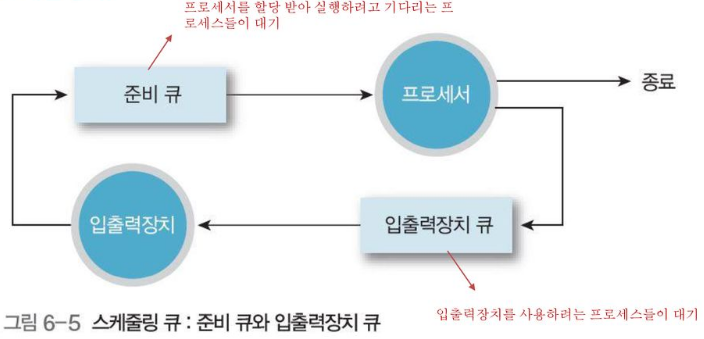 프로세서를 할당 받아 실행하려고 기다리는 프
로세스들이 대기
준비 큐
프로세서
종료
입출력장치
입출력장치 큐
입출력장치를 사용하려는 프로세스들이 대기
그림 6-5 스케줄링 큐 : 준비 큐와 입출력장치 큐